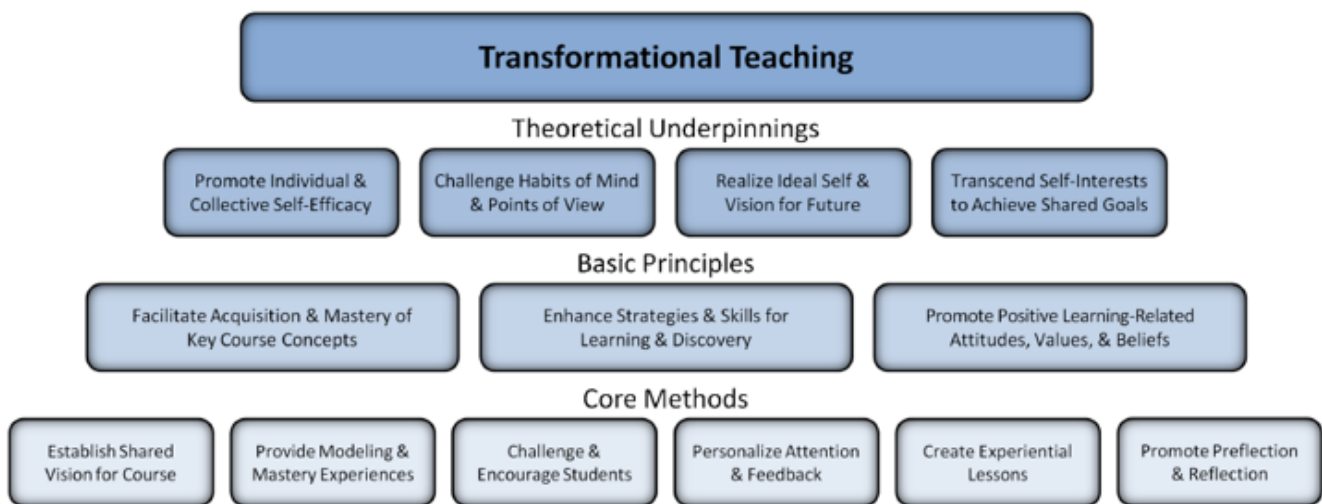 Transformational Teaching
Theoretical Underpinnings
Promote Individual &
Collective Self-Efficacy
Challenge Habits of Mind
& Points of View
Realize Ideal Self &
Vision for Future
Transcend Self-Interests
to Achieve Shared Goals
Basic Principles
Facilitate Acquisition & Mastery of
Key Course Concepts
Enhance Strategies & Skills for
Learning & Discovery
Promote Positive Learning-Related
Attitudes, Values, & Beliefs
Core Methods
Establish Shared
Vision for Course
Provide Modeling &
Mastery Experiences
Challenge &
Encourage Students
Personalize Attention
& Feedback
Create Experiential
Lessons
Promote Preflection
& Reflection